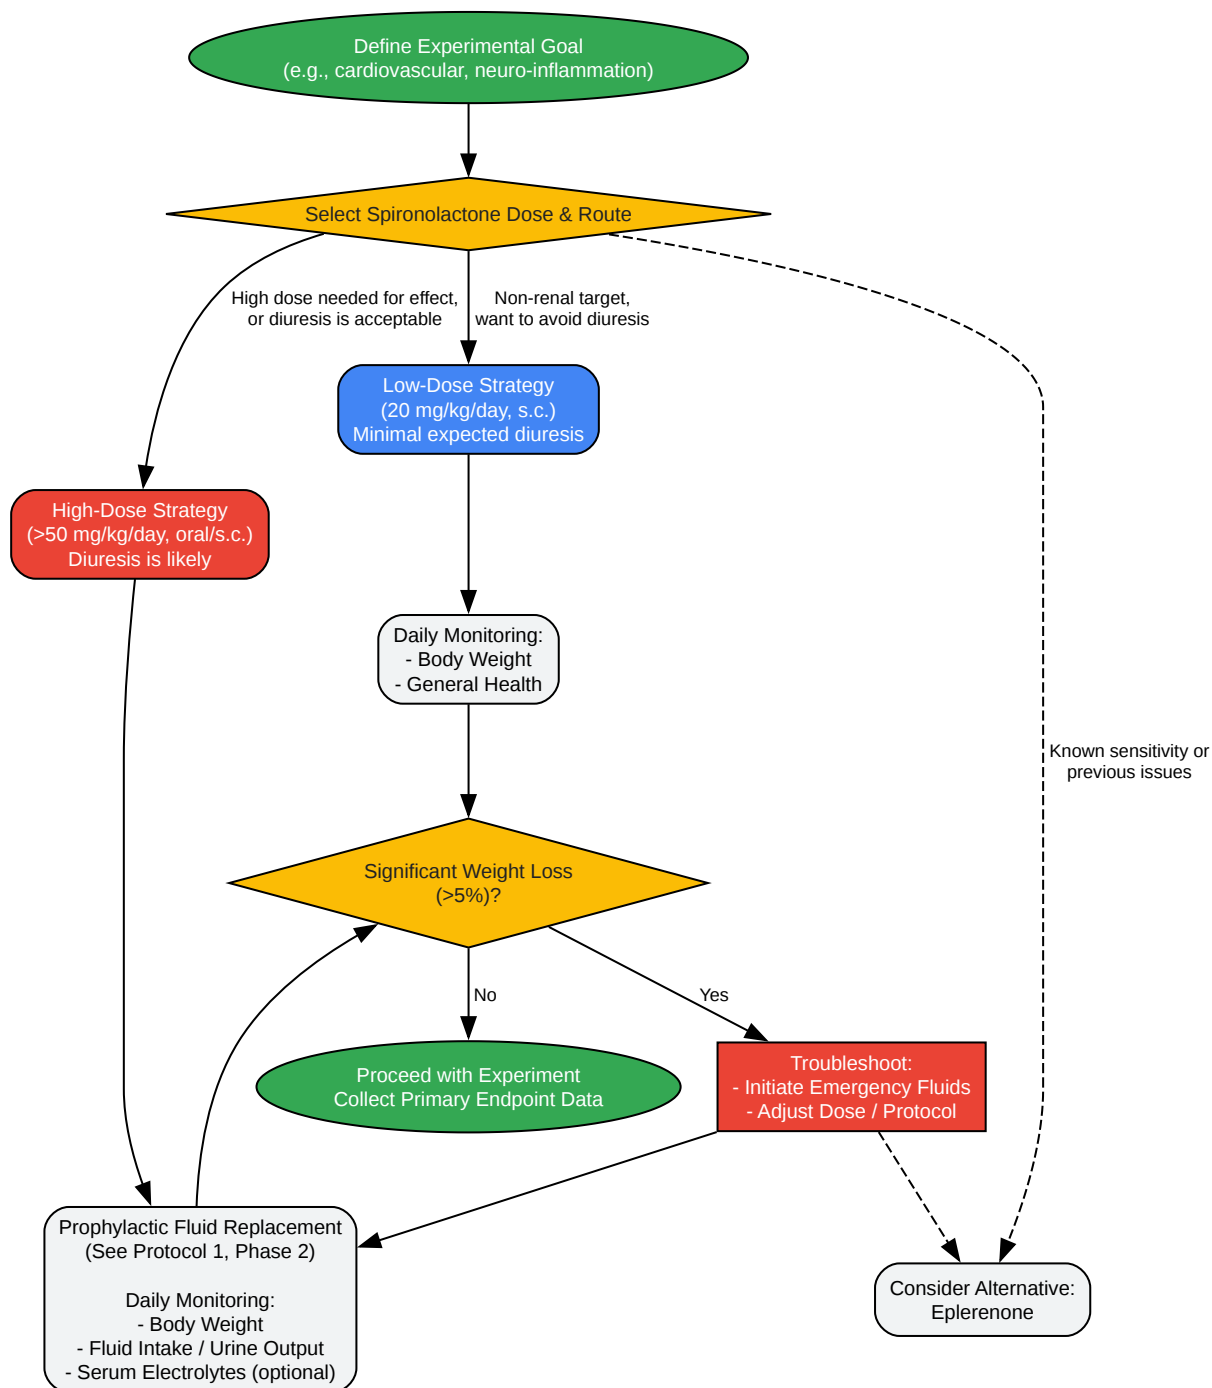 Define Experimental Goal
(e.g., cardiovascular, neuro-inflammation)
Select Spironolactone Dose & Route
High dose needed for effect,
or diuresis is acceptable
Non-renal target,
want to avoid diuresis
Low-Dose Strategy
(20 mg/kg/day, s.c.)
Minimal expected diuresis
High-Dose Strategy
(>50 mg/kg/day, oral/s.c.)
Diuresis is likely
Daily Monitoring:
- Body Weight
- General Health
Known sensitivity or
previous issues
Significant Weight Loss
(>5%)?
No
Yes
Proceed with Experiment
Collect Primary Endpoint Data
Troubleshoot:
- Initiate Emergency Fluids
- Adjust Dose / Protocol
Prophylactic Fluid Replacement
(See Protocol 1, Phase 2)
Daily Monitoring:
- Body Weight
- Fluid Intake / Urine Output
- Serum Electrolytes (optional)
Consider Alternative:
Eplerenone